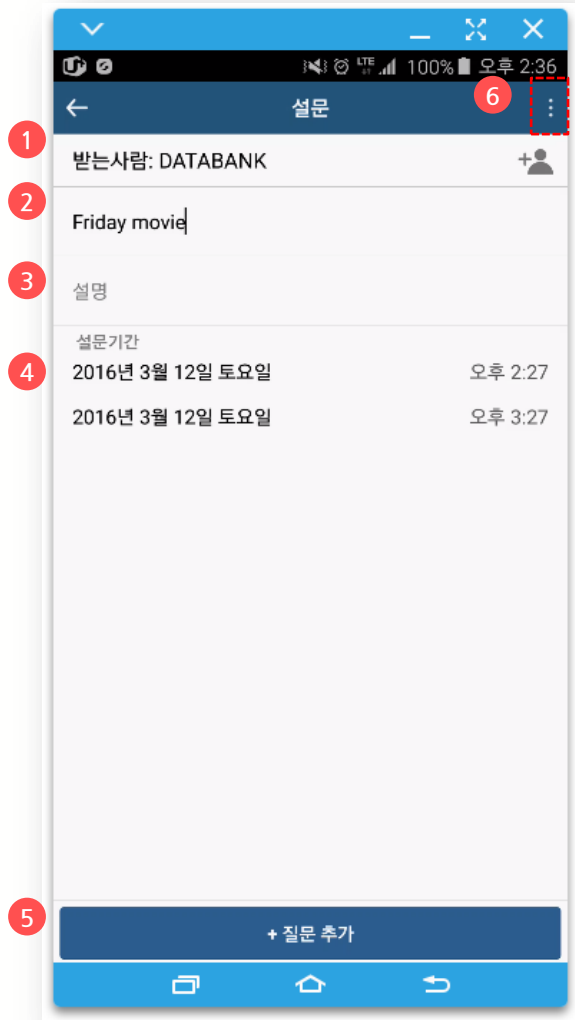 LTE 100% 오후 2:36
설문
6
1
받는사람: DATABANK
2
Friday movie
3
설명
설문기간
4
2016년 3월 12일 토요일 오후 2:27
2016년 3월 12일 토요일 오후 3:27
5
+ 질문 추가